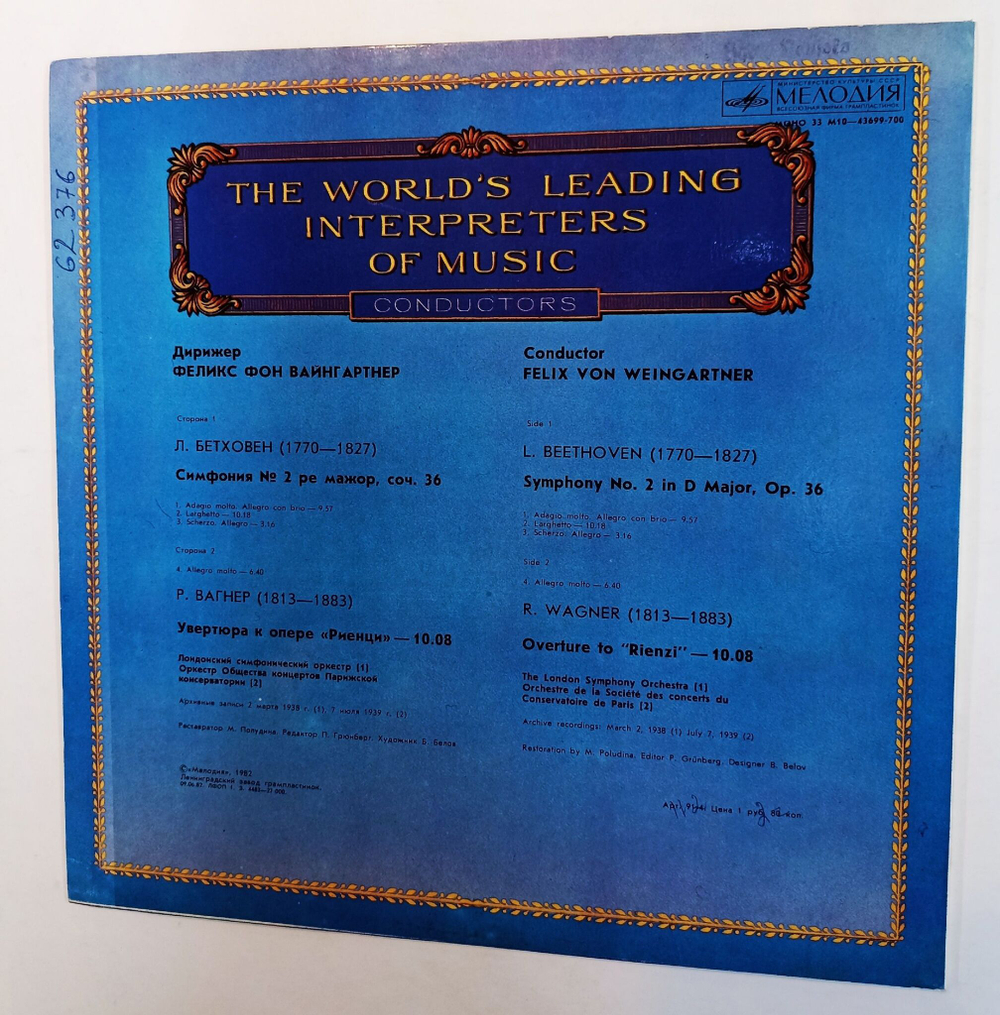 МИНИСТЕРСТВО КУЛЬТУРЫ СССР
МЕЛОДИЯ
ВСЕСОЮЗНАЯ ФИРМА ГРАМПЛАСТИНОК
МОНО 33 М10—43699-700
62 376
THE WORLD'S LEADING
INTERPRETERS
OF MUSIC
CONDUCTORS
Дирижер
ФЕЛИКС ФОН ВАЙНГАРТНЕР
Сторона 1
Л. БЕТХОВЕН (1770—1827)
Симфония № 2 ре мажор, соч. 36
1. Adagio molto. Allegro con brio — 9.57
2. Larghetto — 10.18
3. Scherzo. Allegro — 3.16
Сторона 2
4. Allegro molto — 6.40
Р. ВАГНЕР (1813—1883)
Увертюра к опере «Риенци» — 10.08
Лондонский симфонический оркестр (1)
Оркестр Общества концертов Парижской
консерватории (2)
Архивные записи 2 марта 1938 г. (1), 7 июля 1939 г. (2)
Реставратор М. Полудина. Редактор П. Грюнберг. Художник Б. Белов
© «Мелодия», 1982
Ленинградский завод грампластинок.
Conductor
FELIX VON WEINGARTNER
Side 1
L. BEETHOVEN (1770—1827)
Symphony No. 2 in D Major, Op. 36
1. Adagio molto. Allegro con brio — 9.57
2. Larghetto — 10.18
3. Scherzo. Allegro — 3.16
Side 2
4. Allegro molto — 6.40
R. WAGNER (1813—1883)
Overture to "Rienzi" — 10.08
The London Symphony Orchestra (1)
Orchestre de la Société des concerts du
Conservatoire de Paris (2)
Archive recordings: March 2, 1938 (1) July 7, 1939 (2)
Restoration by M. Poludina. Editor P. Grünberg. Designer B. Belov
Цена 1 руб. коп.